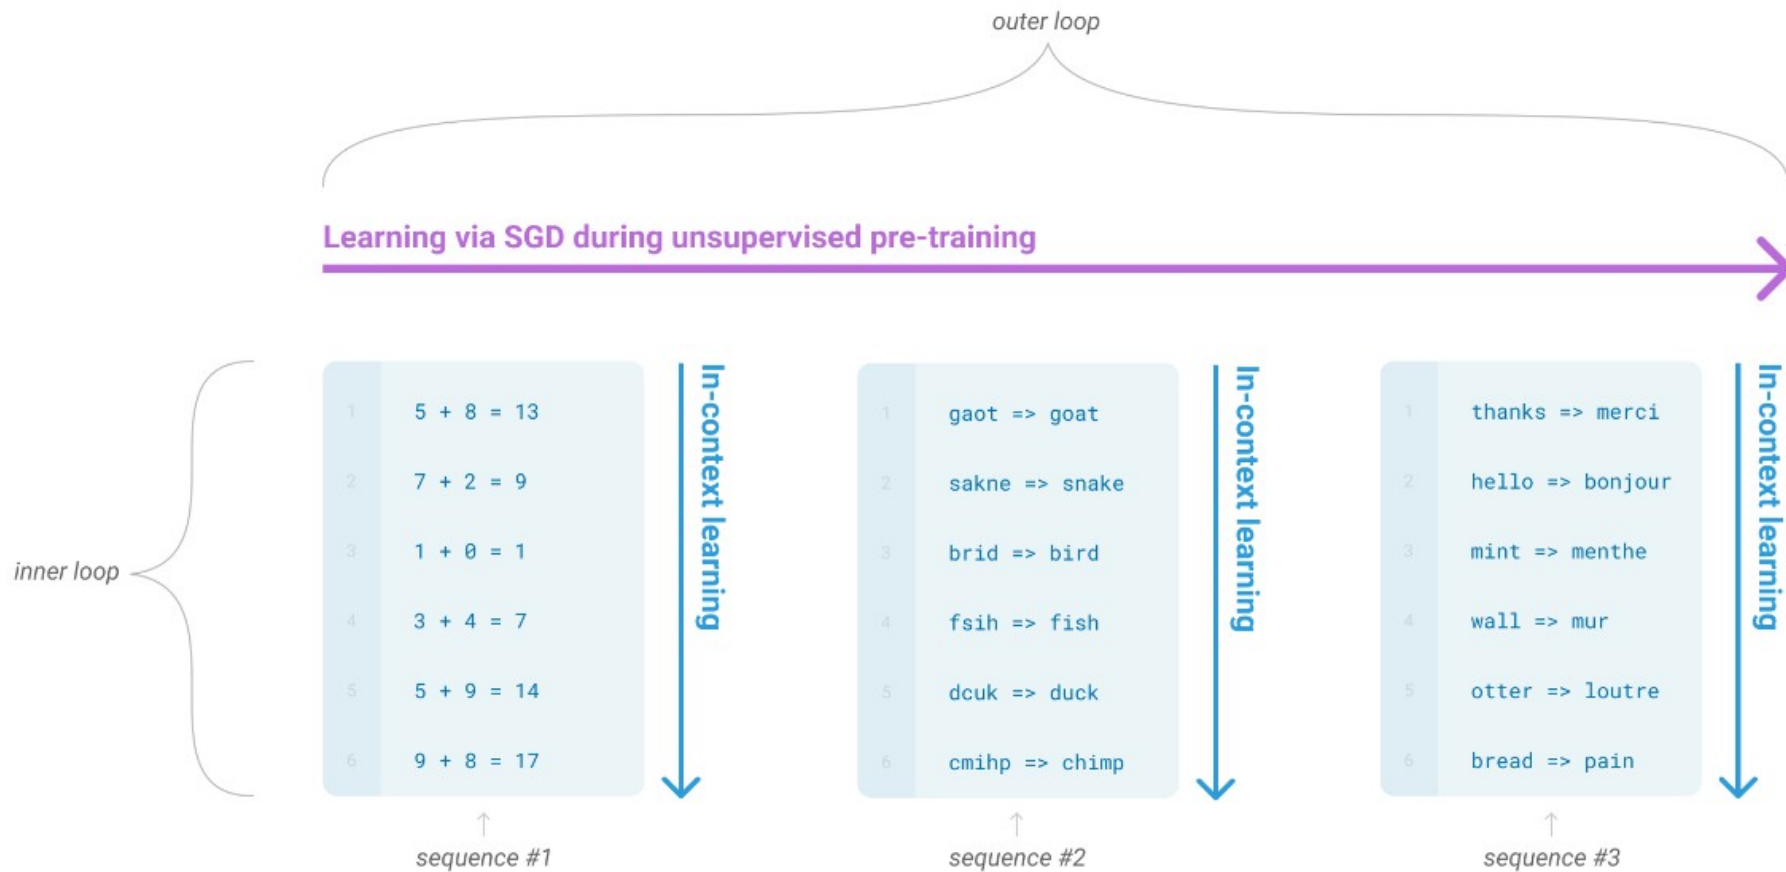 outer loop
Learning via SGD during unsupervised pre-training
inner loop
1 5 + 8 = 13
2 7 + 2 = 9
3 1 + 0 = 1
4 3 + 4 = 7
5 5 + 9 = 14
6 9 + 8 = 17
In-context learning
sequence #1
1 gaot => goat
2 sakne => snake
3 brid => bird
4 fsih => fish
5 dcuk => duck
6 cmihp => chimp
In-context learning
sequence #2
1 thanks => merci
2 hello => bonjour
3 mint => menthe
4 wall => mur
5 otter => loutre
6 bread => pain
In-context learning
sequence #3